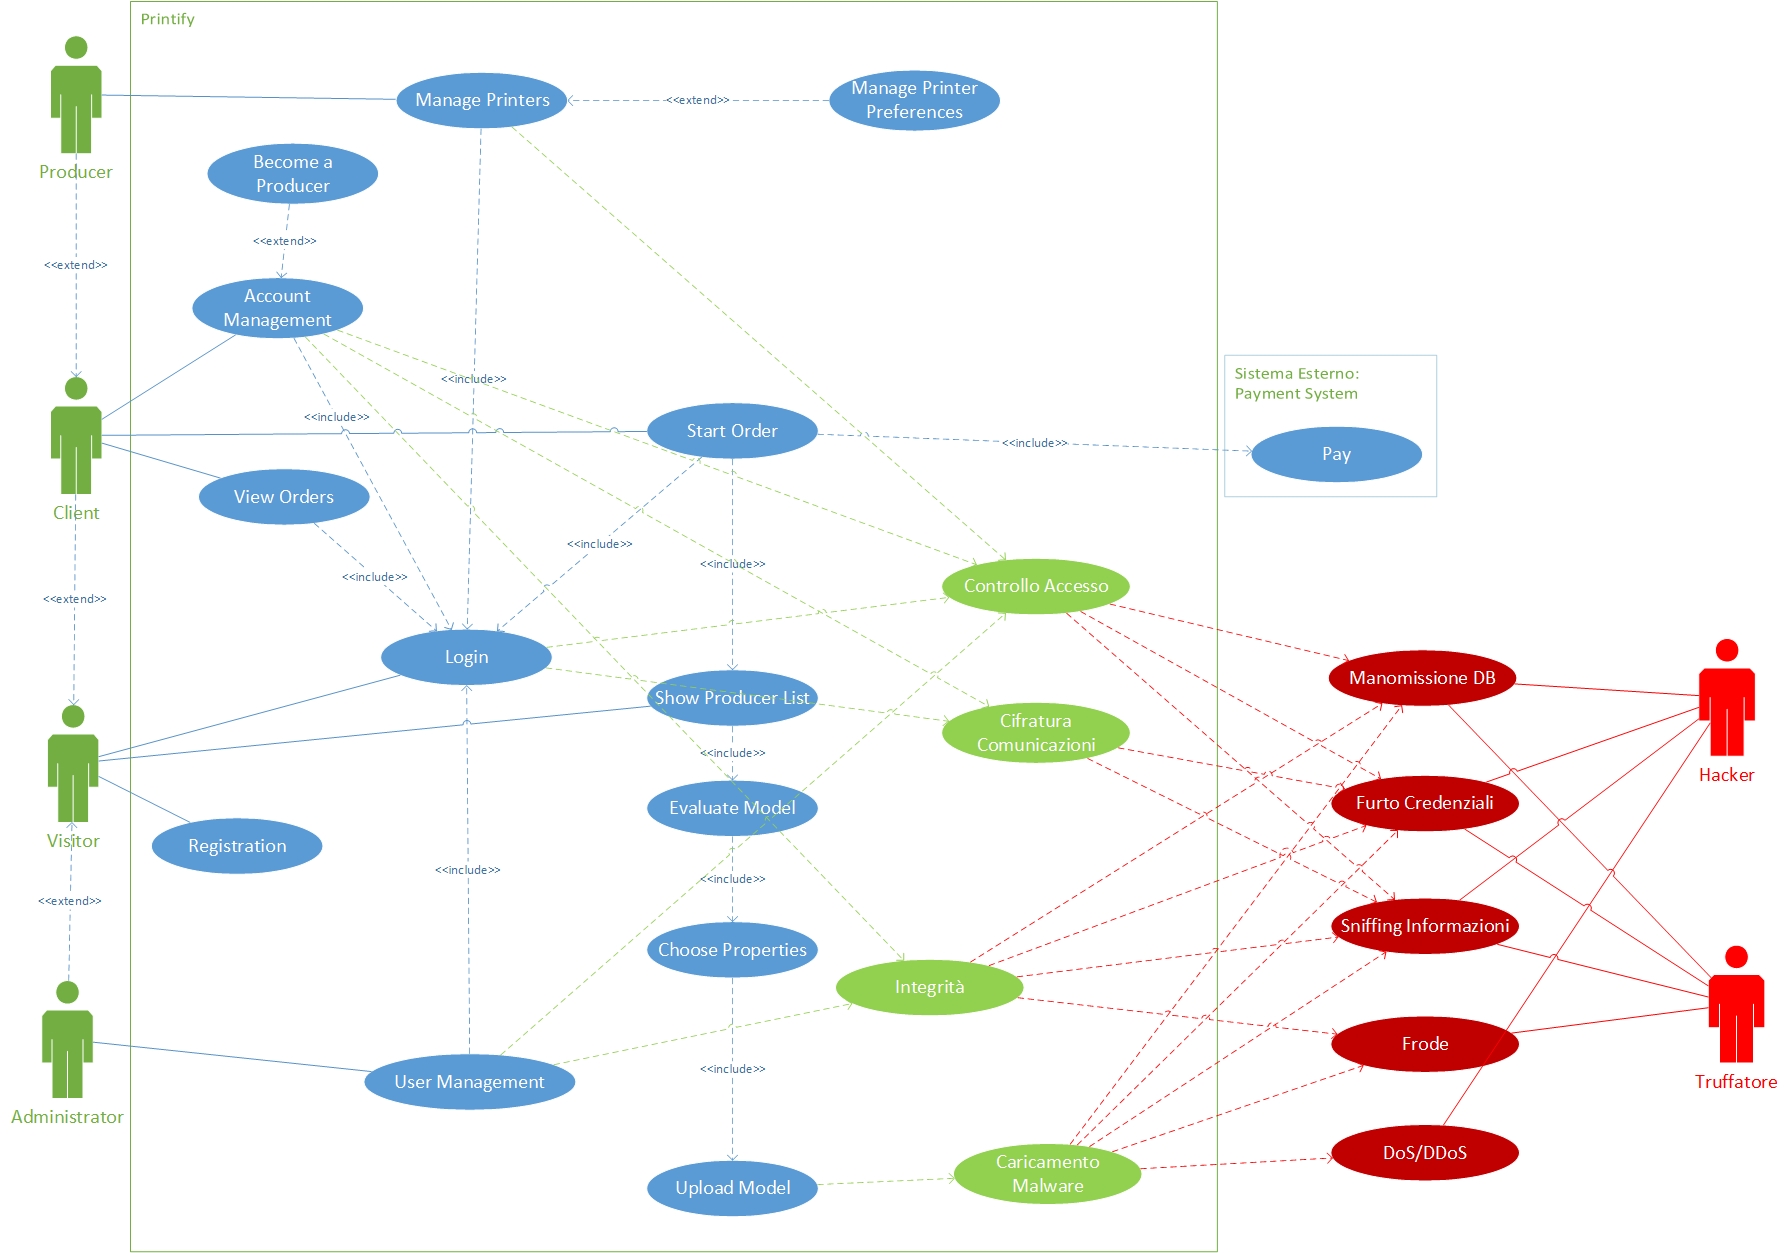 Printify
Manage Printers
<<extend>>
Manage Printer
Preferences
Producer
Become a
Producer
<<extend>>
<<extend>>
Account
Management
<<include>>
<<include>>
Sistema Esterno:
Payment System
Start Order
<<include>>
Pay
View Orders
Client
<<include>>
<<include>>
<<include>>
<<extend>>
Controllo Accesso
Login
Manomissione DB
Show Producer List
Cifratura
Comunicazioni
<<include>>
Hacker
Evaluate Model
Furto Credenziali
Visitor
Registration
<<include>>
<<include>>
<<extend>>
Sniffing Informazioni
Choose Properties
Integrità
Frode
<<include>>
User Management
Truffatore
Administrator
DoS/DDoS
Caricamento
Malware
Upload Model